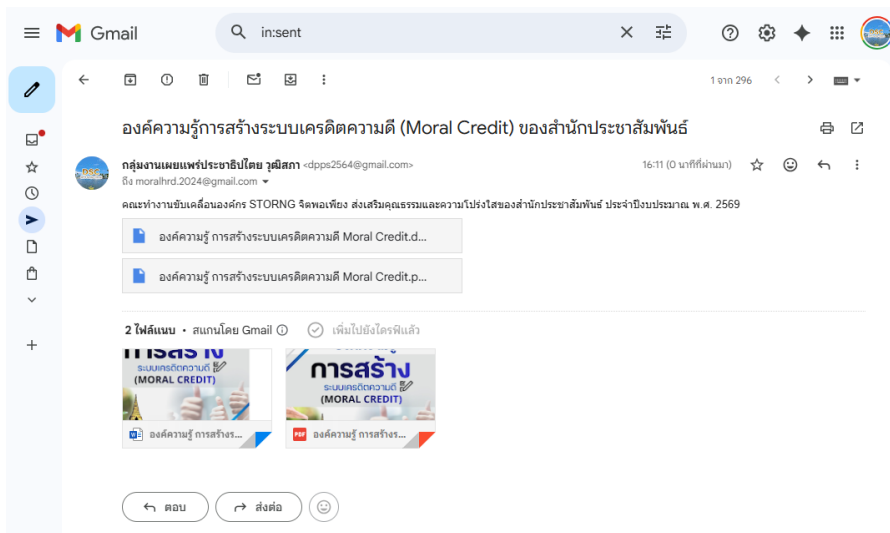 Gmail
in:sent
1 จาก 296
องค์ความรู้การสร้างระบบเครดิตความดี (Moral Credit) ของสำนักประชาสัมพันธ์
กลุ่มงานเผยแพร่ประชาธิปไตย วุฒิสภา <dpps2564@gmail.com>
16:11 (0 นาทีที่ผ่านมา)
ถึง moralhrd.2024@gmail.com
คณะทำงานขับเคลื่อนองค์กร STORNG จิตพอเพียง ส่งเสริมคุณธรรมและความโปร่งใสของสำนักประชาสัมพันธ์ ประจำปีงบประมาณ พ.ศ. 2569
องค์ความรู้ การสร้างระบบเครดิตความดี Moral Credit.d...
องค์ความรู้ การสร้างระบบเครดิตความดี Moral Credit.p...
2 ไฟล์แนบ • สแกนโดย Gmail
เพิ่มไปยังไดรฟ์แล้ว
การสร้าง
ระบบเครดิตความดี
(MORAL CREDIT)
องค์ความรู้ การสร้างร...
การสร้าง
ระบบเครดิตความดี
(MORAL CREDIT)
PDF
องค์ความรู้ การสร้างร...
ตอบ
ส่งต่อ